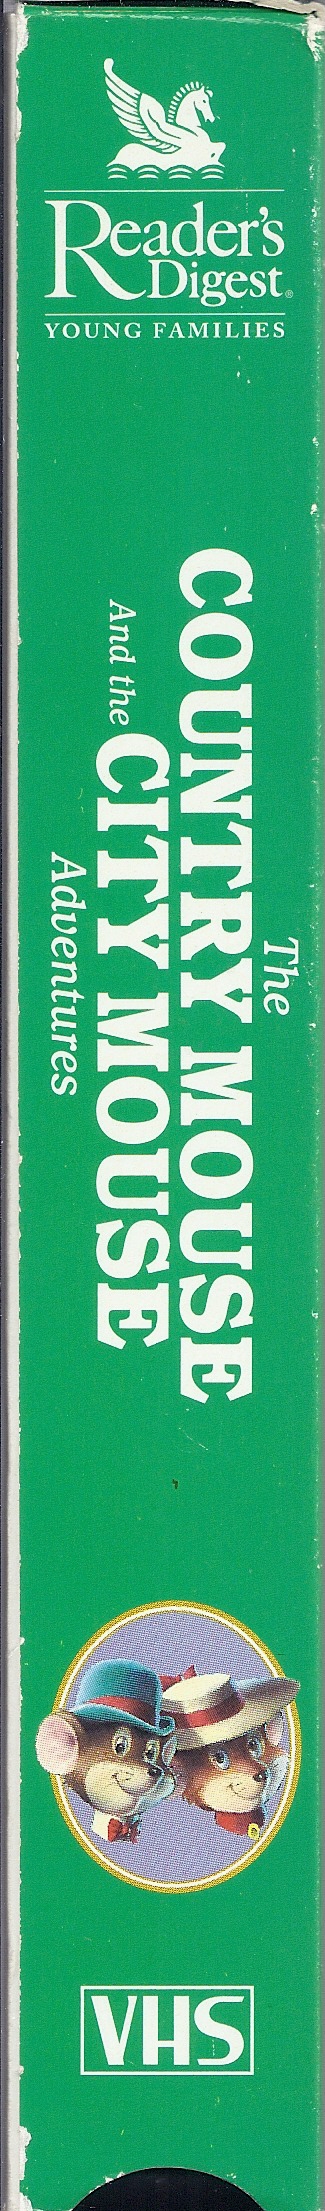 Reader's
Digest®
YOUNG FAMILIES
The
COUNTRY MOUSE
And the CITY MOUSE
Adventures
VHS